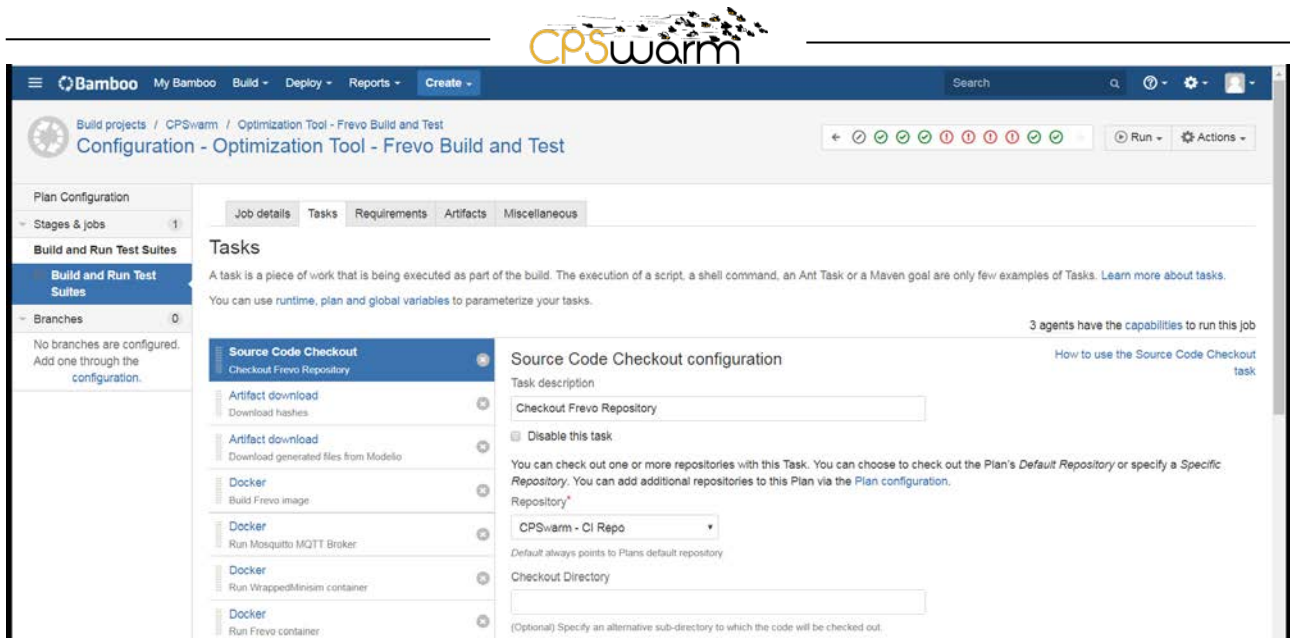 CPSwarm
Bamboo My Bamboo Build Deploy Reports Create Search
Build projects / CPSwarm / Optimization Tool - Frevo Build and Test
Configuration - Optimization Tool - Frevo Build and Test
Run Actions
Plan Configuration
Stages & jobs 1
Build and Run Test Suites
Build and Run Test
Suites
Branches 0
No branches are configured.
Add one through the
configuration.
Job details Tasks Requirements Artifacts Miscellaneous
Tasks
A task is a piece of work that is being executed as part of the build. The execution of a script, a shell command, an Ant Task or a Maven goal are only few examples of Tasks. Learn more about tasks.
You can use runtime, plan and global variables to parameterize your tasks.
3 agents have the capabilities to run this job
Source Code Checkout
Checkout Frevo Repository
Artifact download
Download hashes
Artifact download
Download generated files from Modelio
Docker
Build Frevo image
Docker
Run Mosquitto MQTT Broker
Docker
Run WrappedMinisim container
Docker
Run Frevo container
Source Code Checkout configuration
How to use the Source Code Checkout
task
Task description
Checkout Frevo Repository
Disable this task
You can check out one or more repositories with this Task. You can choose to check out the Plan's Default Repository or specify a Specific
Repository. You can add additional repositories to this Plan via the Plan configuration.
Repository*
CPSwarm - CI Repo
Default always points to Plans default repository
Checkout Directory
(Optional) Specify an alternative sub-directory to which the code will be checked out.